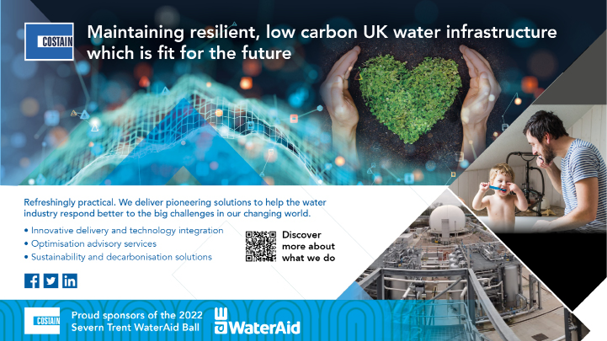 COSTAIN
Maintaining resilient, low carbon UK water infrastructure
which is fit for the future
Refreshingly practical. We deliver pioneering solutions to help the water
industry respond better to the big challenges in our changing world.
• Innovative delivery and technology integration
• Optimisation advisory services
• Sustainability and decarbonisation solutions
Discover
more about
what we do
COSTAIN
Proud sponsors of the 2022
Severn Trent WaterAid Ball
WaterAid